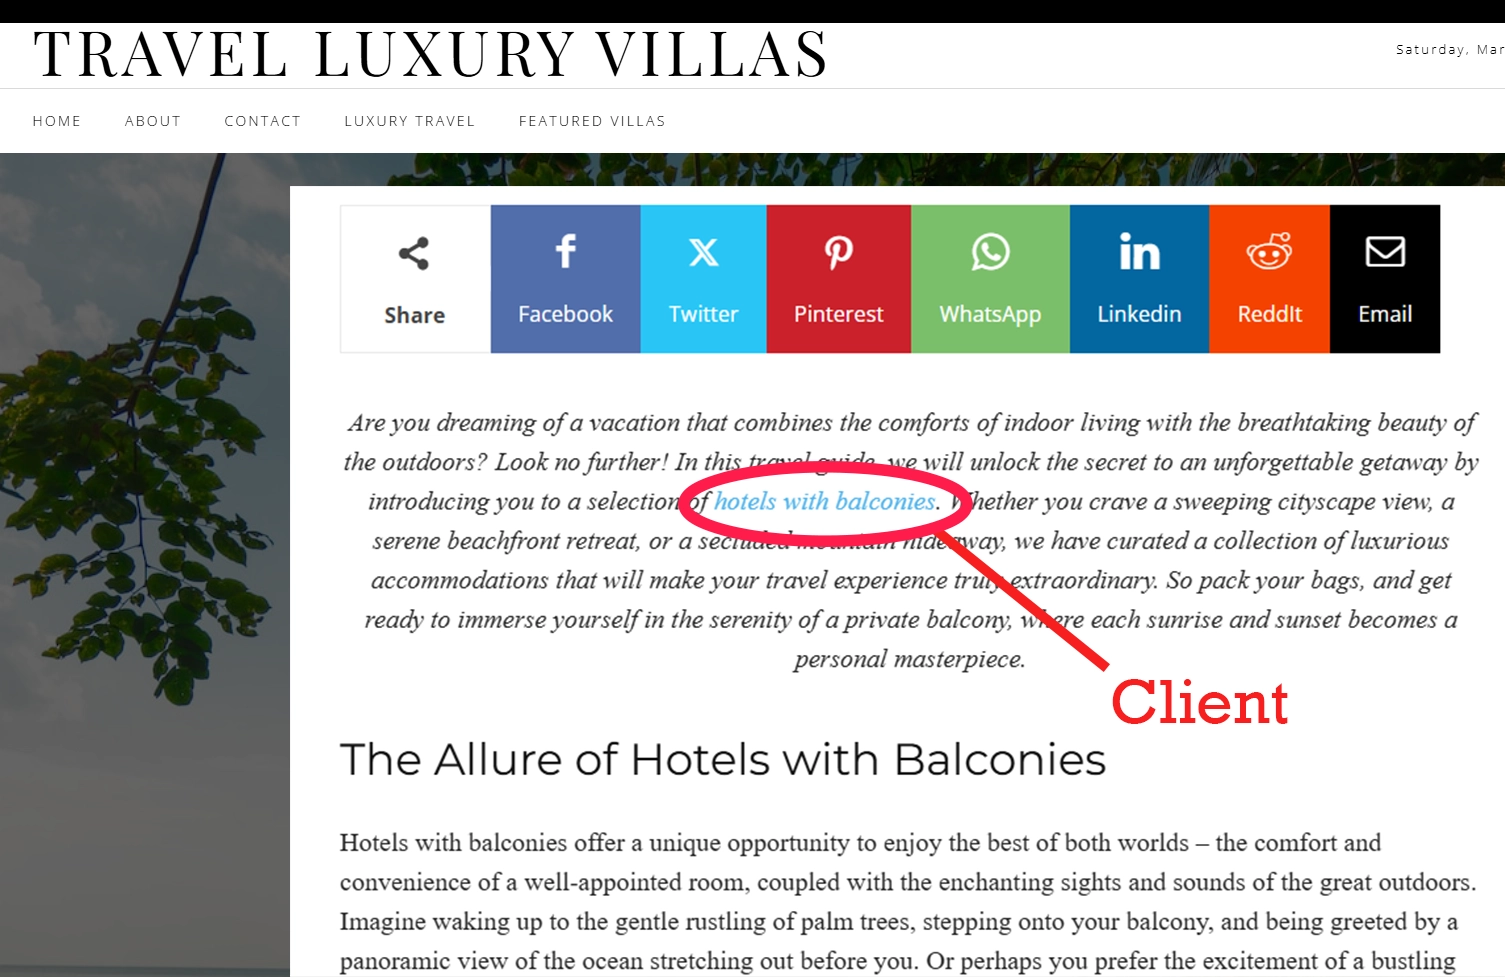 TRAVEL LUXURY VILLAS
Saturday, Mar
HOME ABOUT CONTACT LUXURY TRAVEL FEATURED VILLAS
Share Facebook Twitter Pinterest WhatsApp Linkedin ReddIt Email
Are you dreaming of a vacation that combines the comforts of indoor living with the breathtaking beauty of
the outdoors? Look no further! In this travel guide, we will unlock the secret to an unforgettable getaway by
introducing you to a selection of hotels with balconies. Whether you crave a sweeping cityscape view, a
serene beachfront retreat, or a secluded mountain hideaway, we have curated a collection of luxurious
accommodations that will make your travel experience truly extraordinary. So pack your bags, and get
ready to immerse yourself in the serenity of a private balcony, where each sunrise and sunset becomes a
personal masterpiece.
Client
The Allure of Hotels with Balconies
Hotels with balconies offer a unique opportunity to enjoy the best of both worlds – the comfort and
convenience of a well-appointed room, coupled with the enchanting sights and sounds of the great outdoors.
Imagine waking up to the gentle rustling of palm trees, stepping onto your balcony, and being greeted by a
panoramic view of the ocean stretching out before you. Or perhaps you prefer the excitement of a bustling